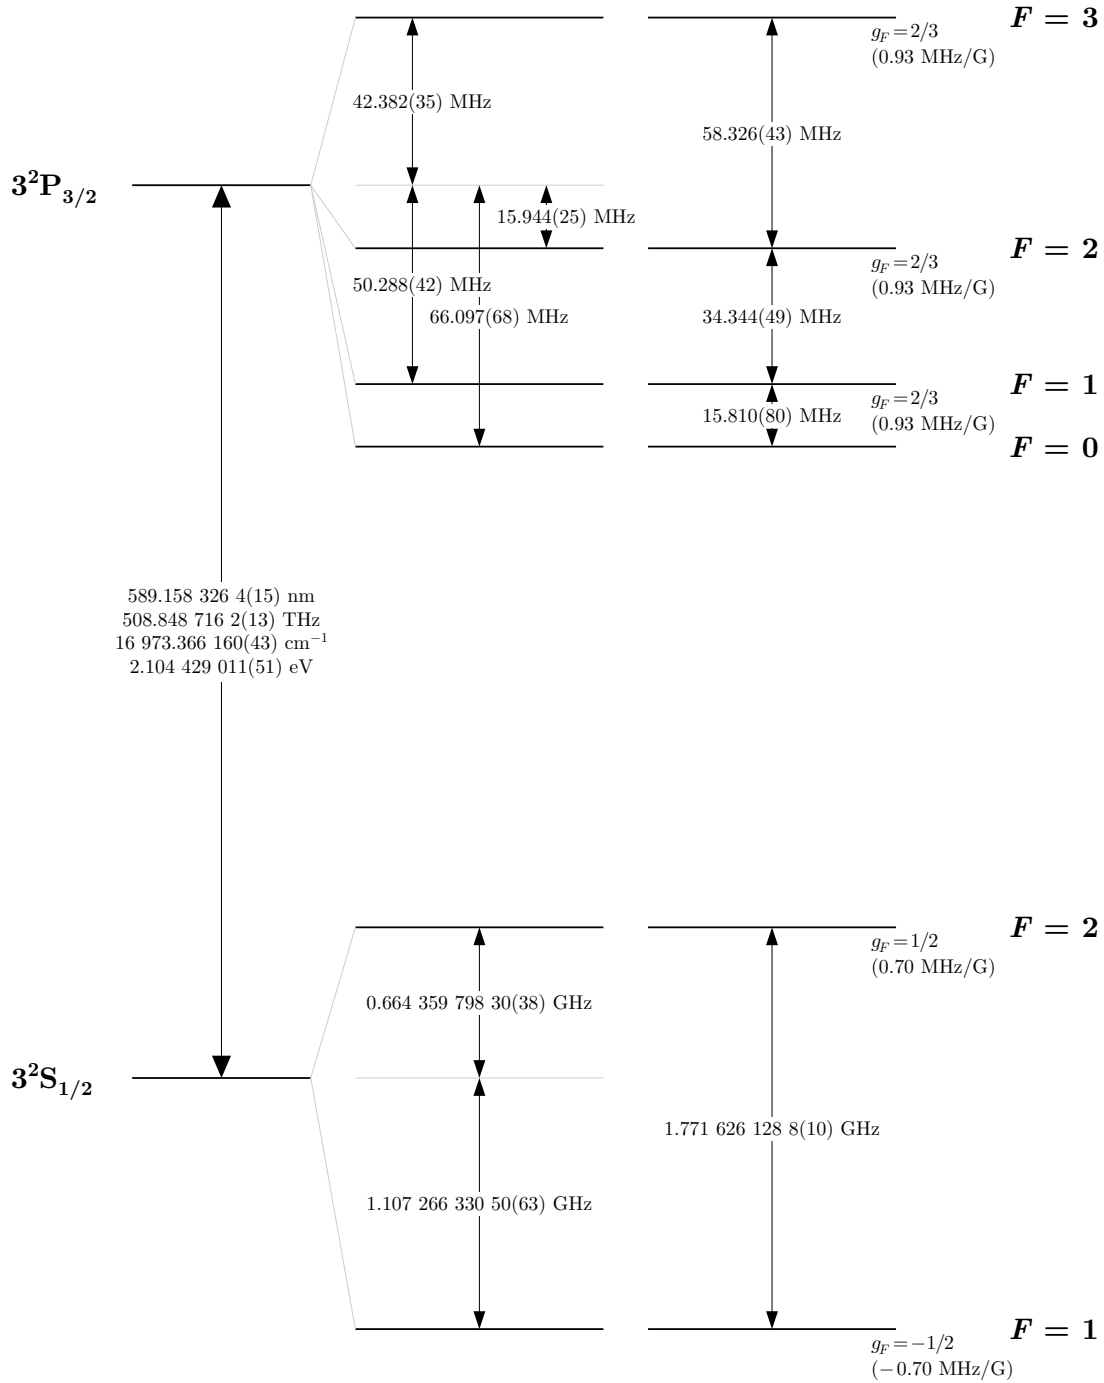 F = 3
g_F = 2/3
(0.93 MHz/G)
42.382(35) MHz
58.326(43) MHz
3²P₃/₂
15.944(25) MHz
F = 2
g_F = 2/3
(0.93 MHz/G)
50.288(42) MHz
66.097(68) MHz
34.344(49) MHz
F = 1
g_F = 2/3
(0.93 MHz/G)
15.810(80) MHz
F = 0
589.158 326 4(15) nm
508.848 716 2(13) THz
16 973.366 160(43) cm⁻¹
2.104 429 011(51) eV
F = 2
g_F = 1/2
(0.70 MHz/G)
0.664 359 798 30(38) GHz
3²S₁/₂
1.771 626 128 8(10) GHz
1.107 266 330 50(63) GHz
F = 1
g_F = −1/2
(−0.70 MHz/G)